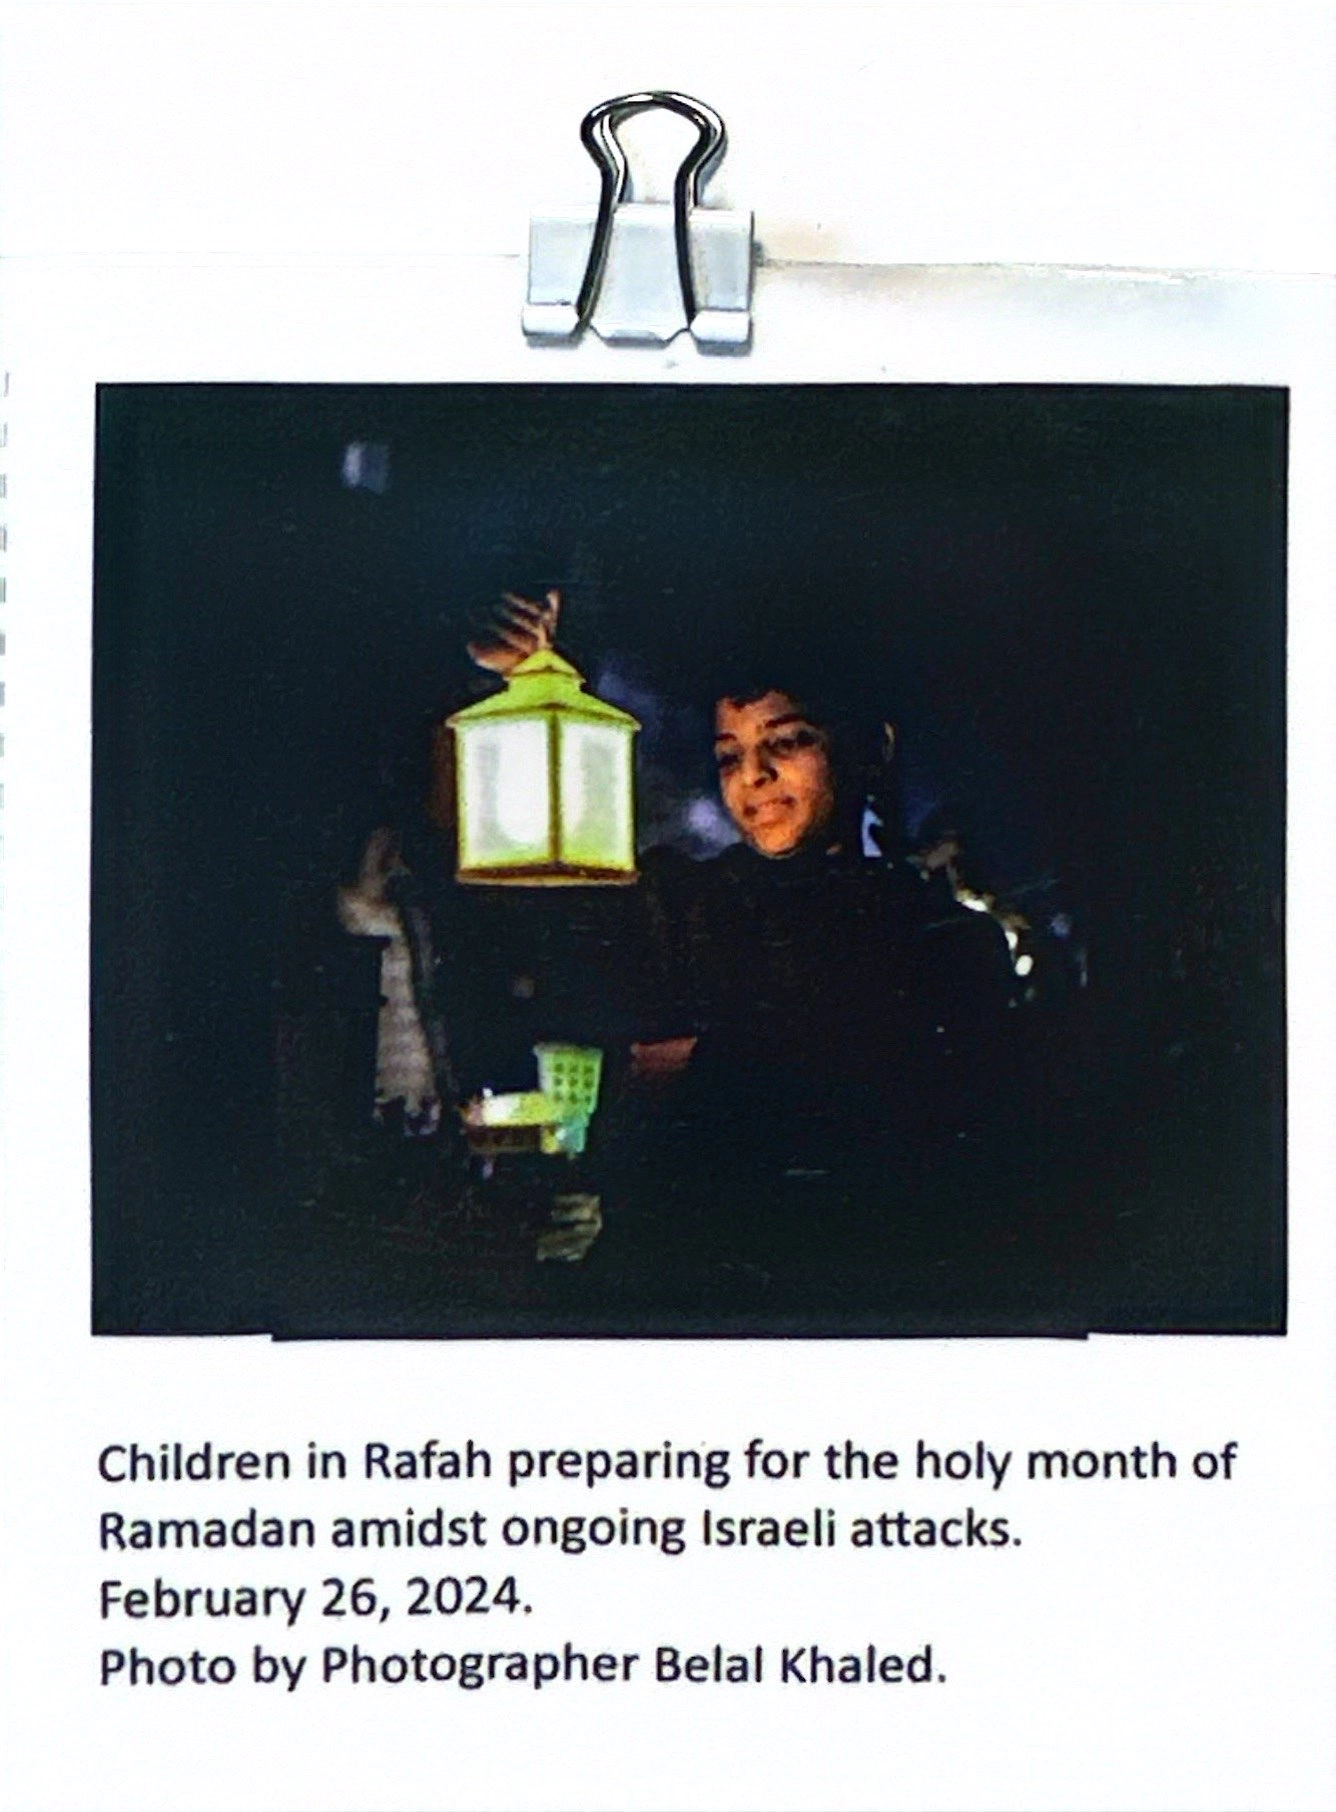 Children in Rafah preparing for the holy month of
Ramadan amidst ongoing Israeli attacks.
February 26, 2024.
Photo by Photographer Belal Khaled.